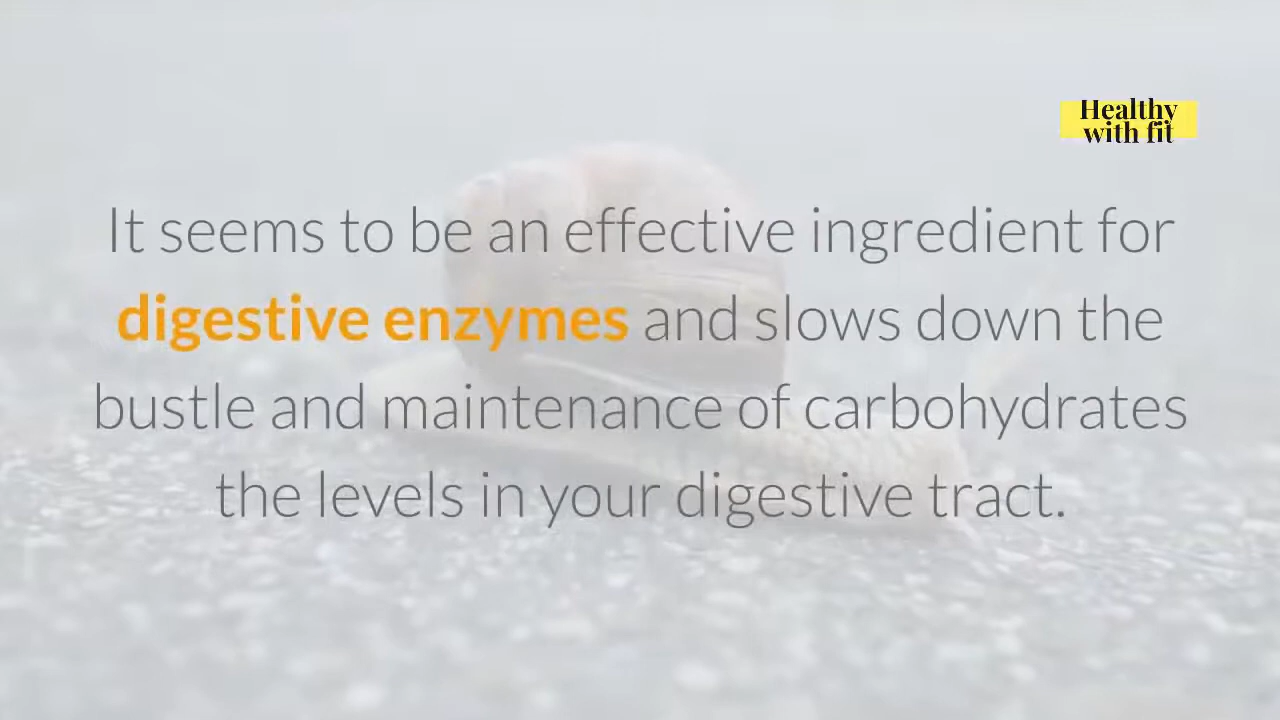 Healthy
with fit
It seems to be an effective ingredient for
digestive enzymes and slows down the
bustle and maintenance of carbohydrates
the levels in your digestive tract.